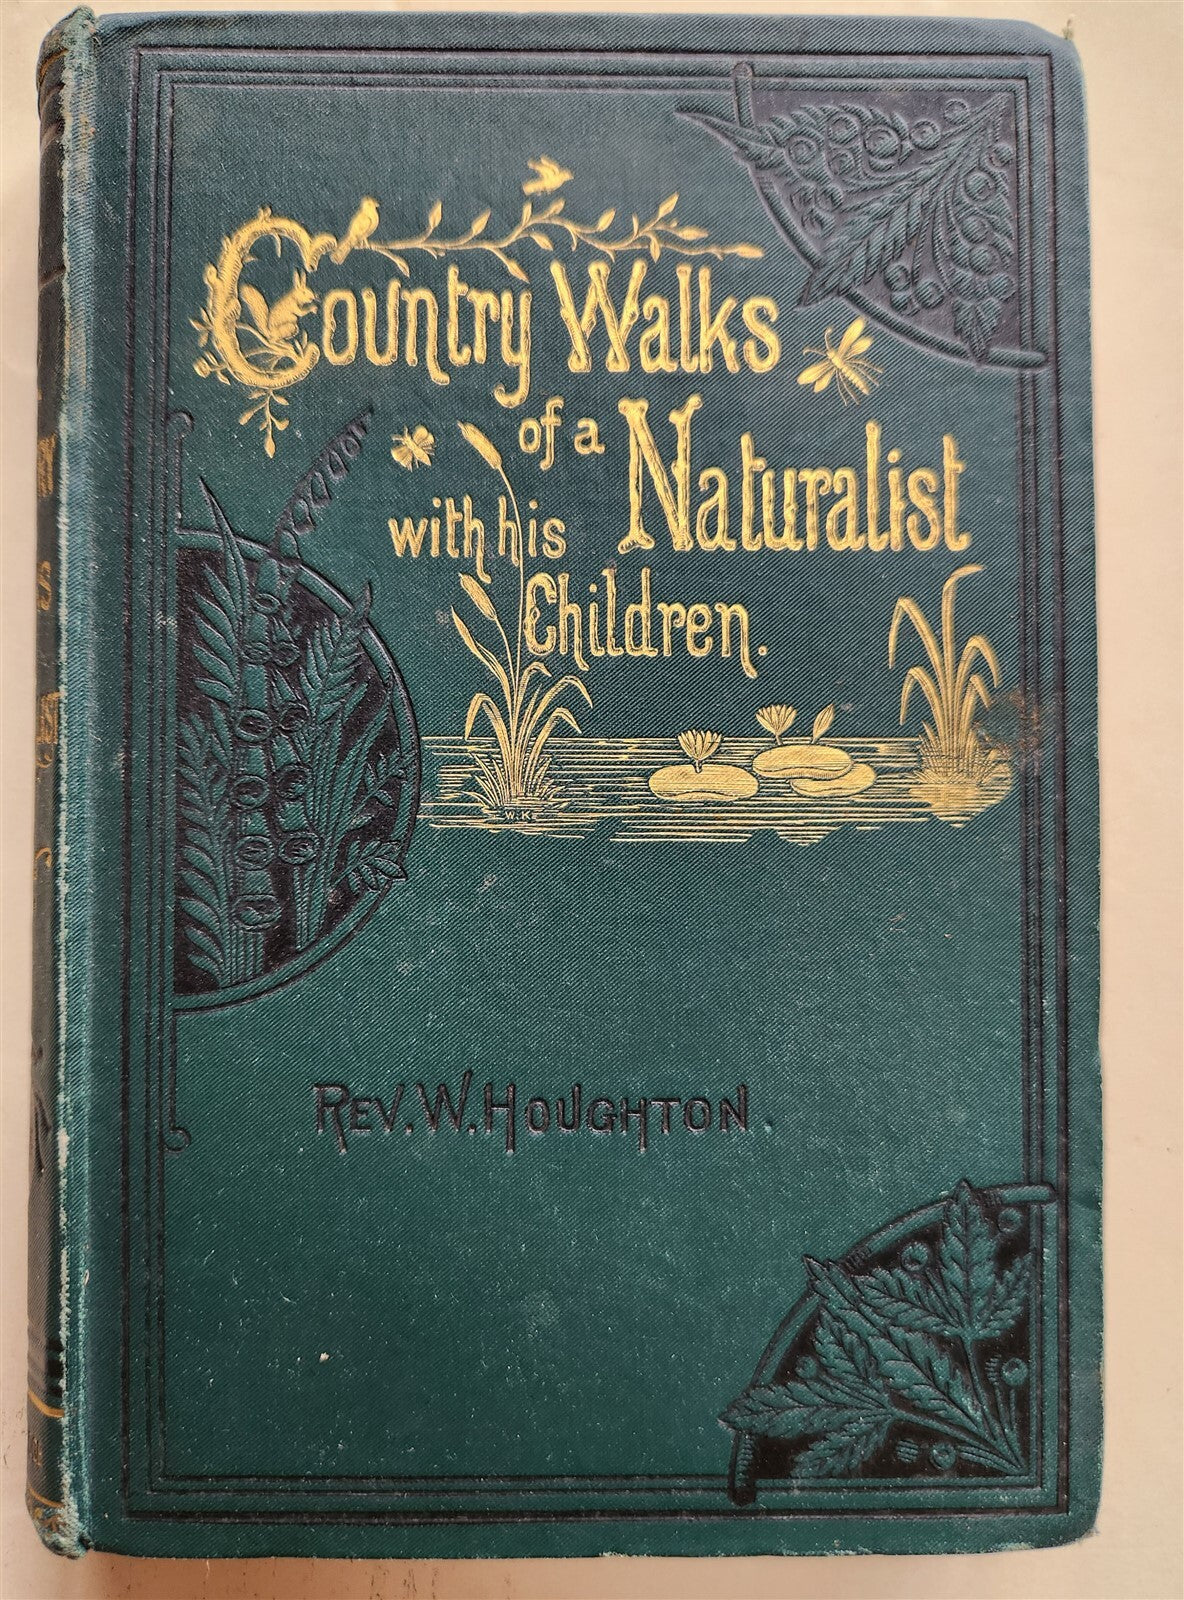 Country Walks
of a Naturalist
with his
Children.
W.K
Rev. W. Houghton.